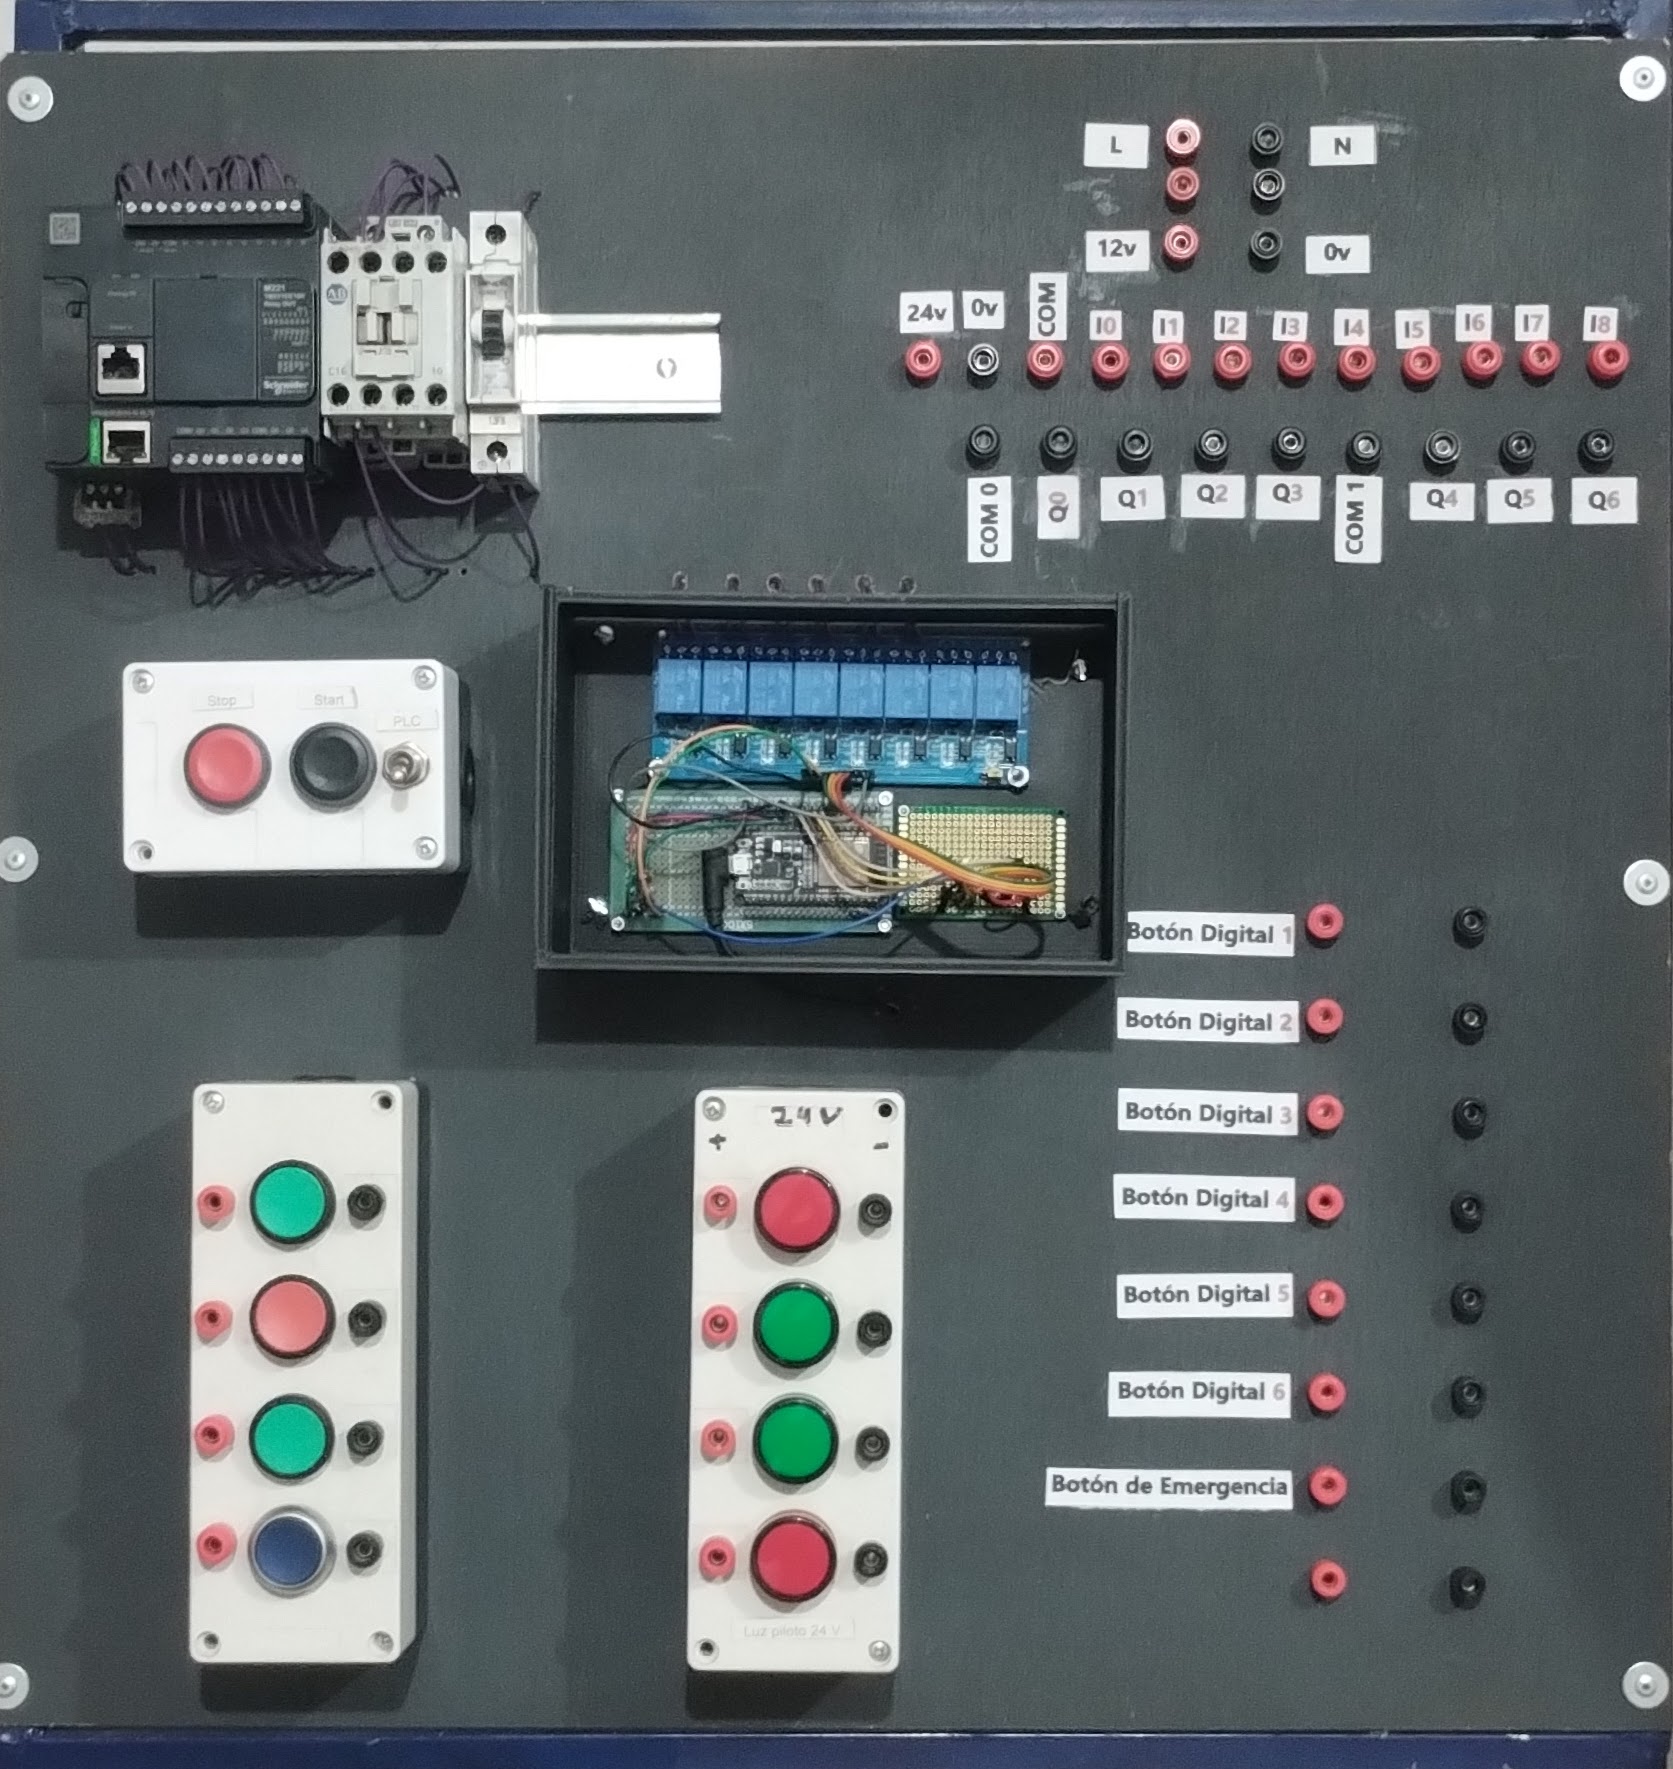 L
N
12v
0v
24v
0v
COM
I0
I1
I2
I3
I4
I5
I6
I7
I8
COM 0
Q0
Q1
Q2
Q3
COM 1
Q4
Q5
Q6
M221
Schneider
AB
Stop
Start
PLC
Botón Digital 1
Botón Digital 2
Botón Digital 3
Botón Digital 4
Botón Digital 5
Botón Digital 6
Botón de Emergencia
24V
+
-
Luz piloto 24 V